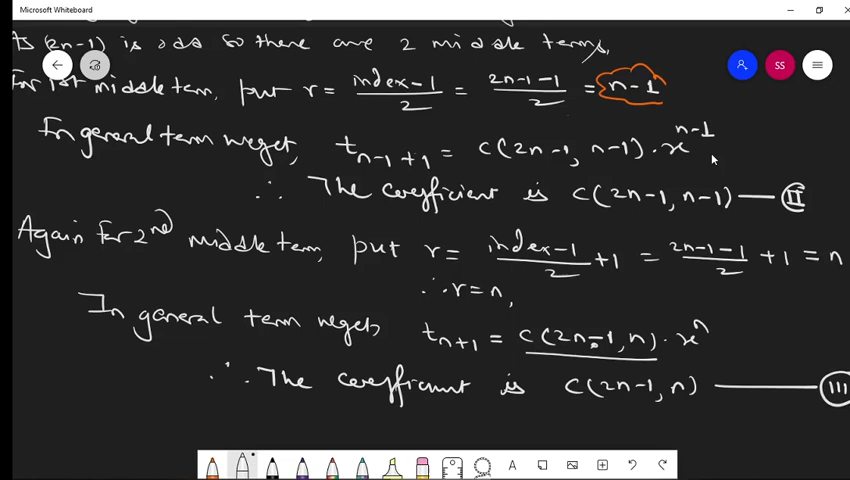 Microsoft Whiteboard
As (2n-1) is odd so there are 2 middle terms,
SS
For 1st middle term, put r = index-1/2 = 2n-1-1/2 = n-1
In general term we get, t_{n-1+1} = C(2n-1, n-1) · x^{n-1}
∴ The coefficient is C(2n-1, n-1) — II
Again for 2nd middle term, put r = index-1/2 + 1 = 2n-1-1/2 + 1 = n
∴ r = n,
In general term we get, t_{n+1} = C(2n-1, n) · x^n
∴ The coefficient is C(2n-1, n) — III
A